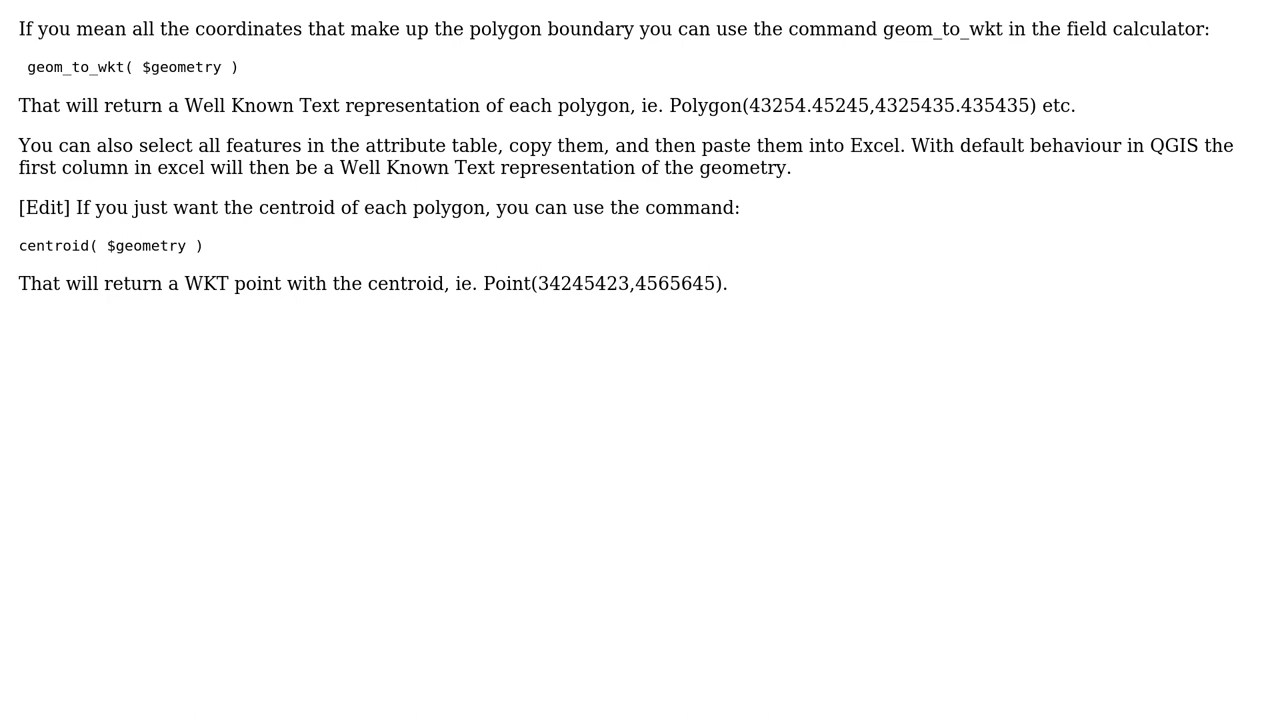 If you mean all the coordinates that make up the polygon boundary you can use the command geom_to_wkt in the field calculator:
geom_to_wkt( $geometry )
That will return a Well Known Text representation of each polygon, ie. Polygon(43254.45245,4325435.435435) etc.
You can also select all features in the attribute table, copy them, and then paste them into Excel. With default behaviour in QGIS the
first column in excel will then be a Well Known Text representation of the geometry.
[Edit] If you just want the centroid of each polygon, you can use the command:
centroid( $geometry )
That will return a WKT point with the centroid, ie. Point(34245423,4565645).